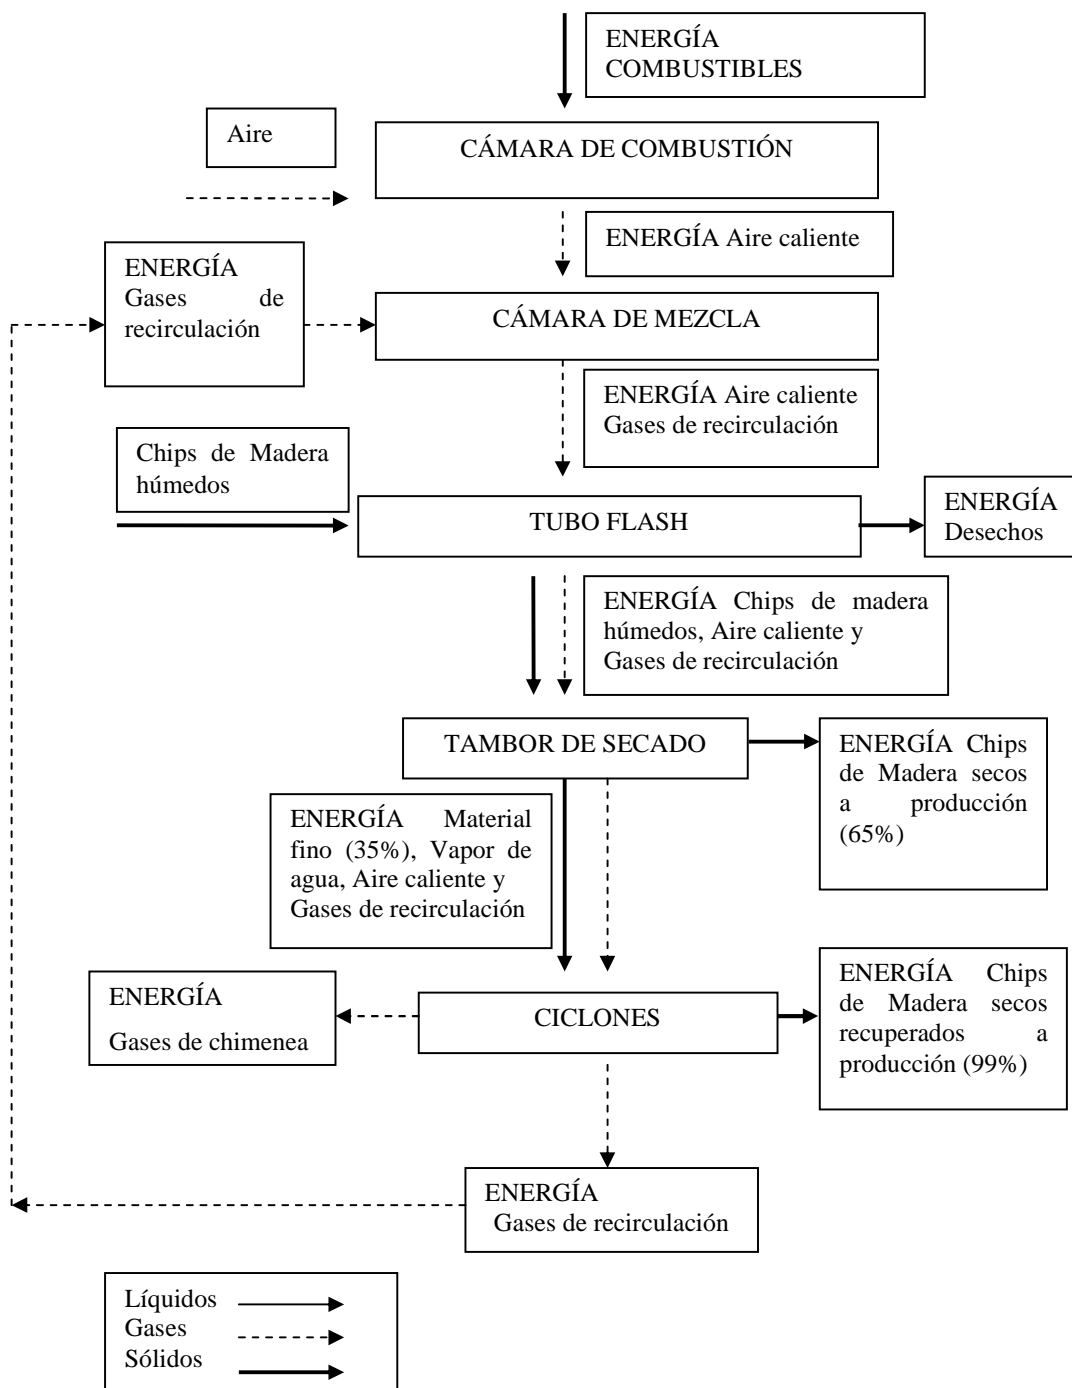 ENERGÍA
COMBUSTIBLES
Aire
CÁMARA DE COMBUSTIÓN
ENERGÍA Aire caliente
ENERGÍA
Gases de
recirculación
CÁMARA DE MEZCLA
ENERGÍA Aire caliente
Gases de recirculación
Chips de Madera
húmedos
TUBO FLASH
ENERGÍA
Desechos
ENERGÍA Chips de madera
húmedos, Aire caliente y
Gases de recirculación
TAMBOR DE SECADO
ENERGÍA Chips
de Madera secos
a producción
(65%)
ENERGÍA Material
fino (35%), Vapor de
agua, Aire caliente y
Gases de recirculación
ENERGÍA
Gases de chimenea
CICLONES
ENERGÍA Chips
de Madera secos
recuperados a
producción (99%)
ENERGÍA
Gases de recirculación
Líquidos
Gases
Sólidos